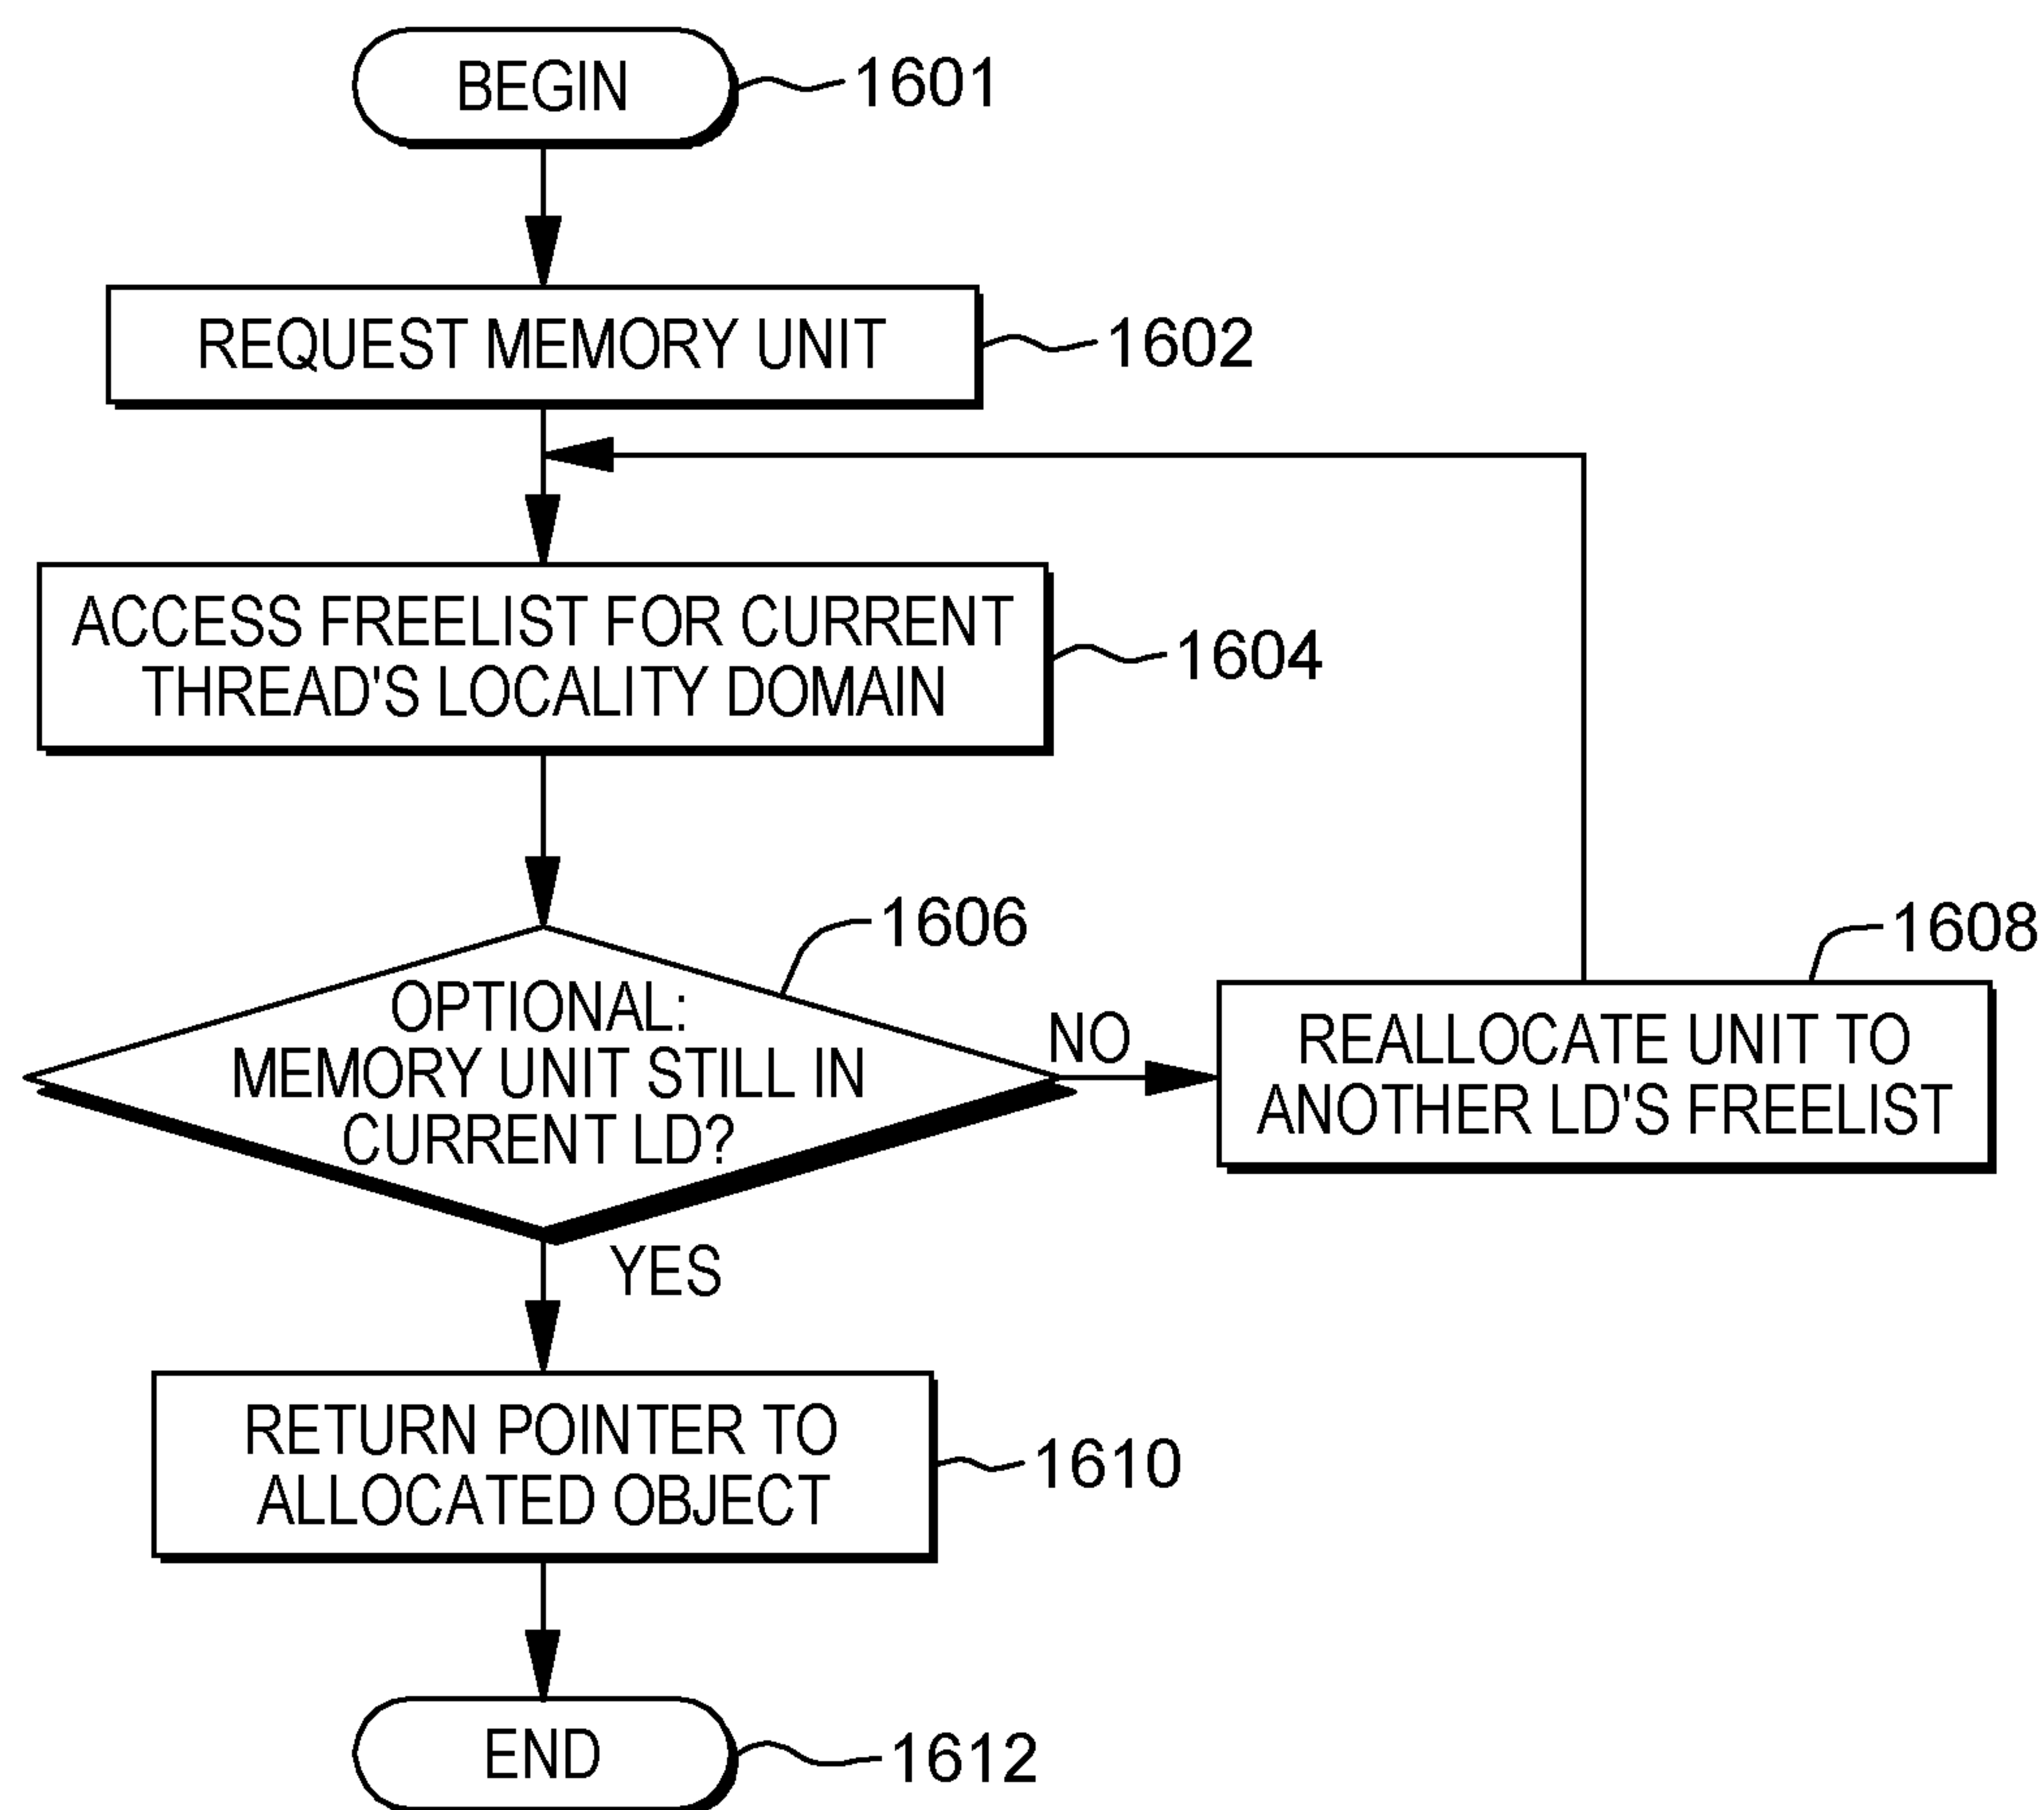 BEGIN
1601
REQUEST MEMORY UNIT
1602
ACCESS FREELIST FOR CURRENT
THREAD'S LOCALITY DOMAIN
1604
1606
OPTIONAL:
MEMORY UNIT STILL IN
CURRENT LD?
NO
1608
REALLOCATE UNIT TO
ANOTHER LD'S FREELIST
YES
RETURN POINTER TO
ALLOCATED OBJECT
1610
END
1612